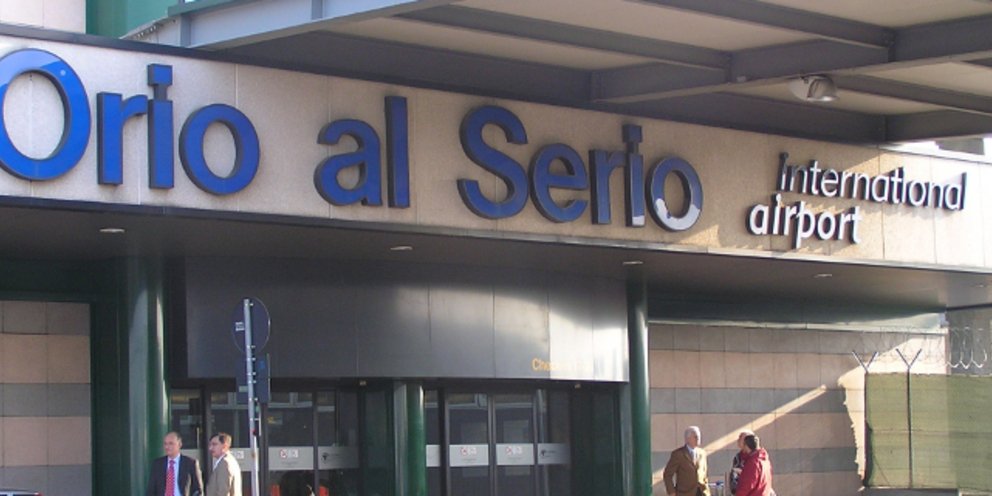 Orio al Serio
international
airport